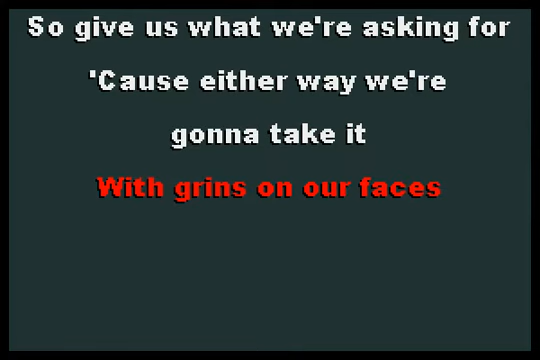 So give us what we're asking for
'Cause either way we're
gonna take it
With grins on our faces